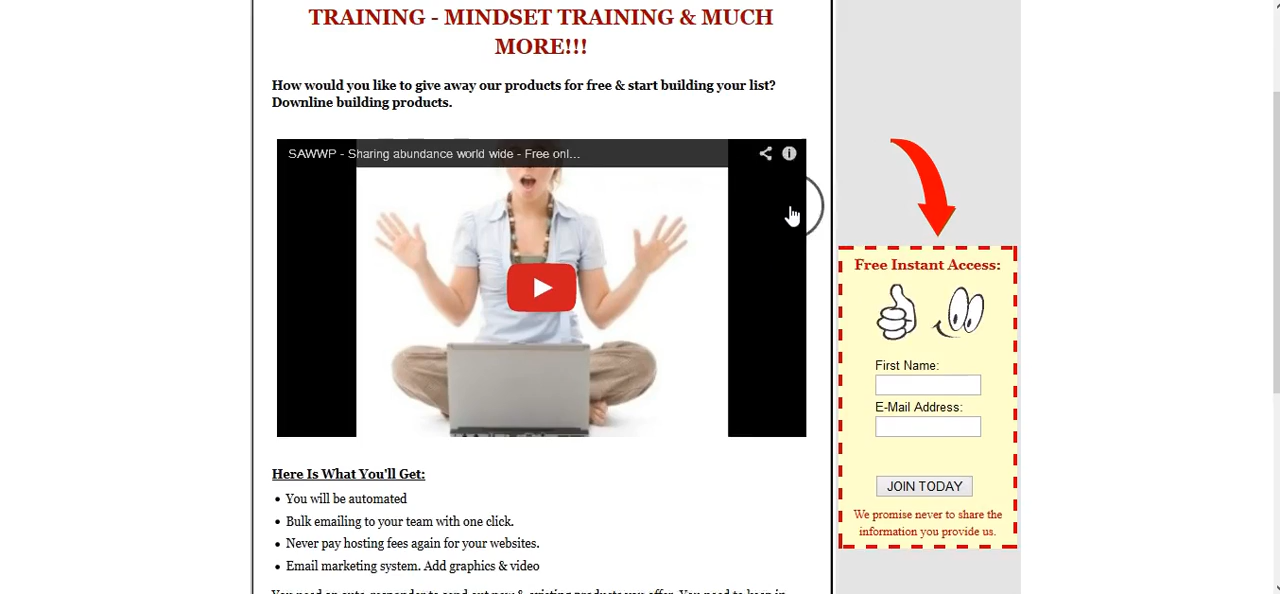 TRAINING - MINDSET TRAINING & MUCH
MORE!!!
How would you like to give away our products for free & start building your list?
Downline building products.
SAWWP - Sharing abundance world wide - Free onl...
Here Is What You'll Get:
• You will be automated
• Bulk emailing to your team with one click.
• Never pay hosting fees again for your websites.
• Email marketing system. Add graphics & video
Free Instant Access:
First Name:
E-Mail Address:
JOIN TODAY
We promise never to share the
information you provide us.